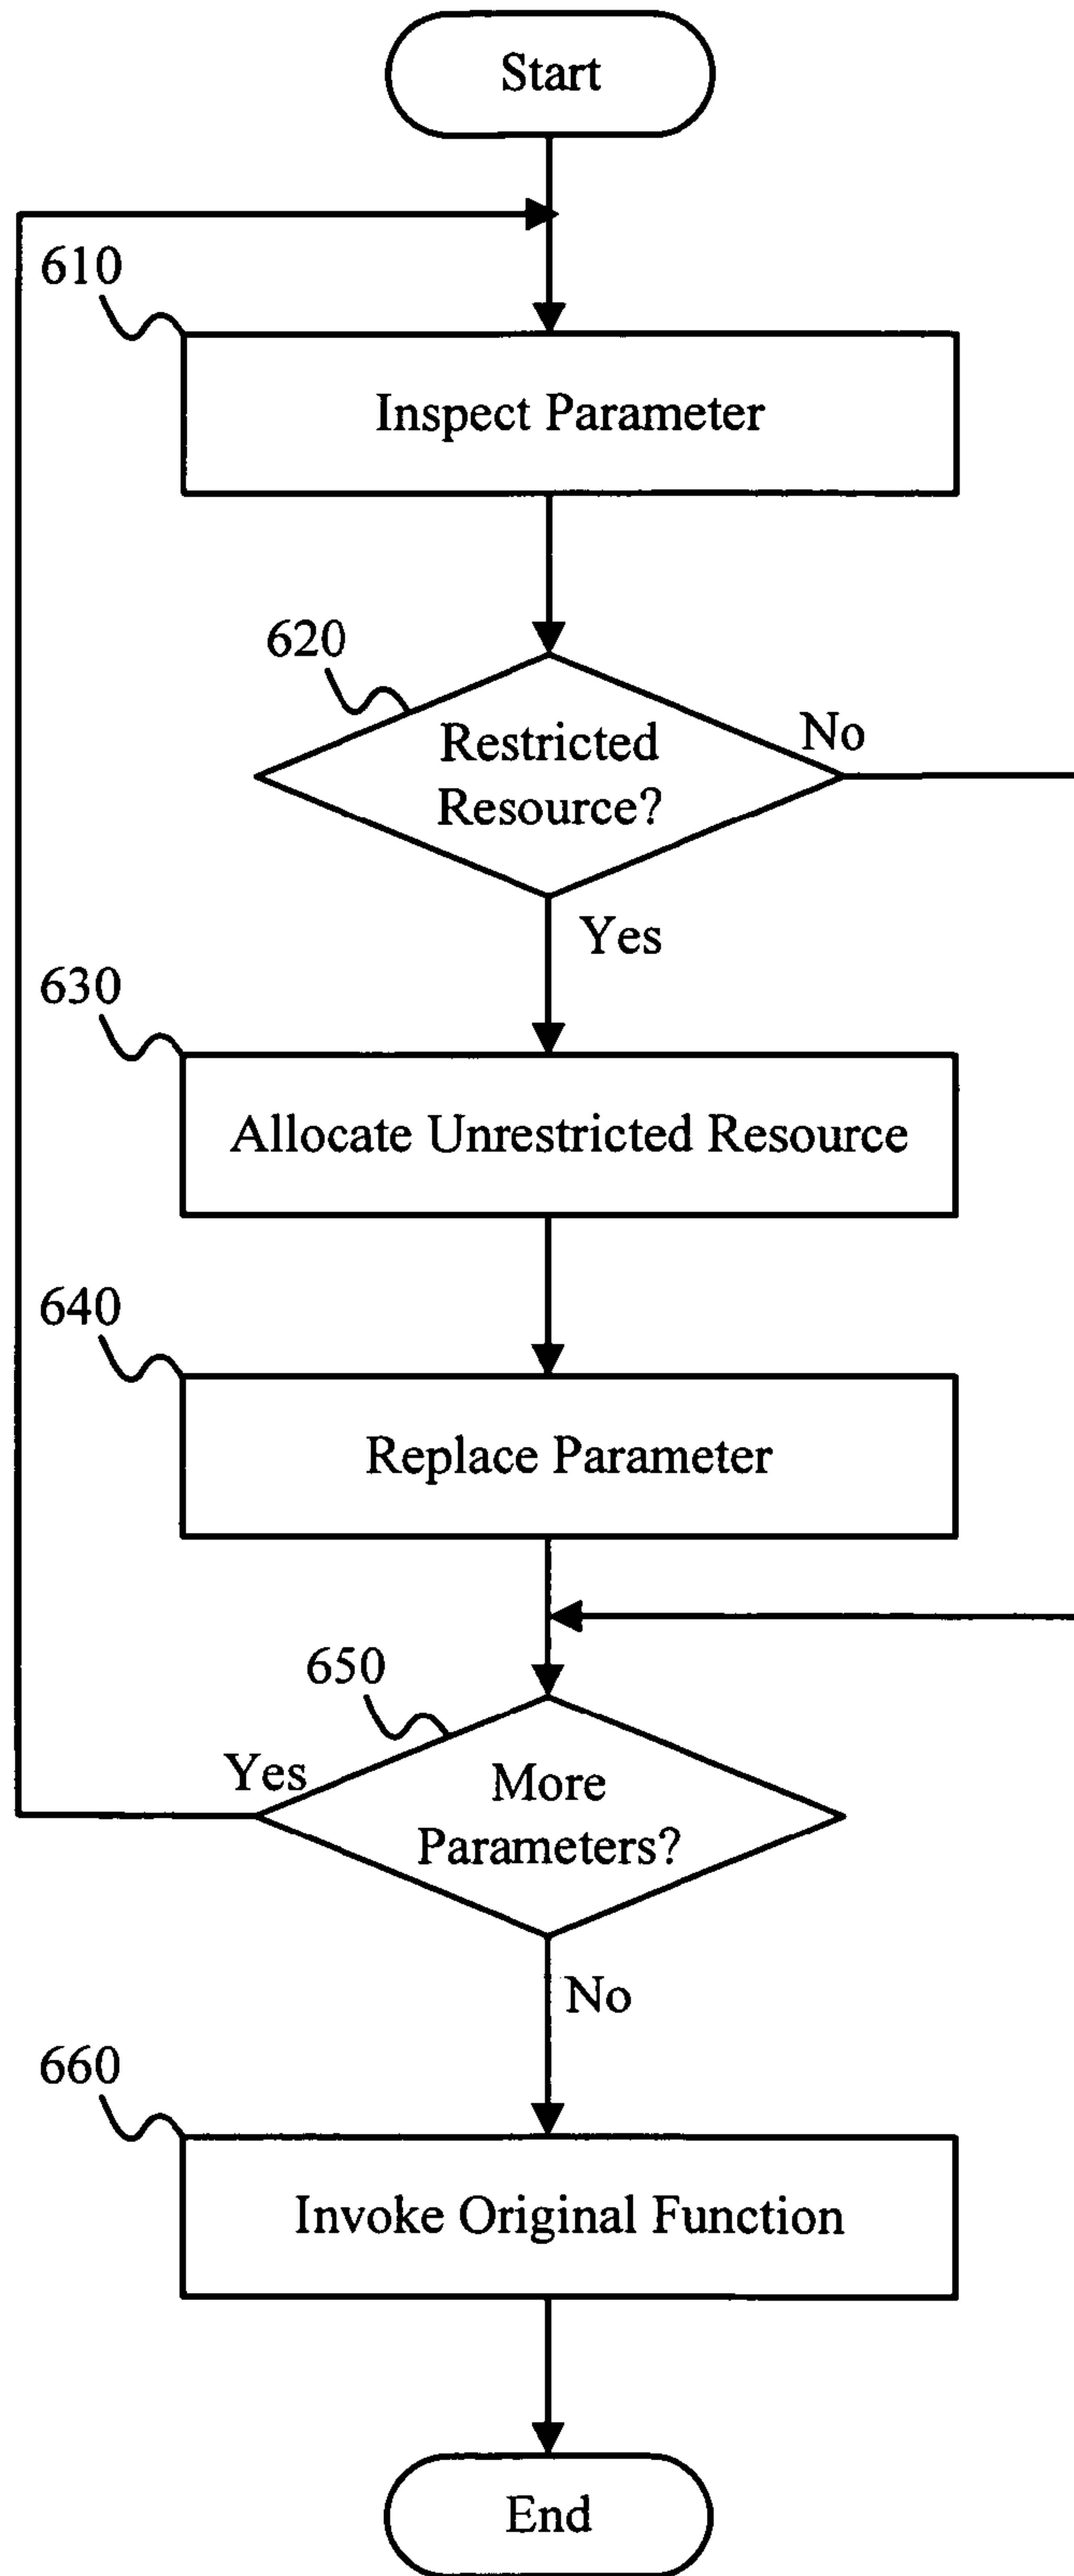 Start
610
Inspect Parameter
620
Restricted
Resource?
No
Yes
630
Allocate Unrestricted Resource
640
Replace Parameter
650
Yes
More
Parameters?
No
660
Invoke Original Function
End